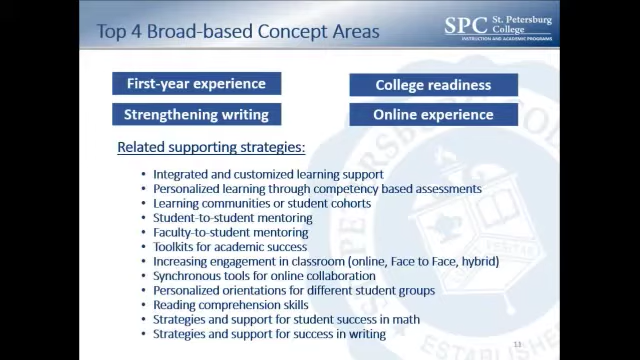 Top 4 Broad-based Concept Areas
SPC St. Petersburg
College
INSTRUCTION AND ACADEMIC PROGRAMS
First-year experience
College readiness
Strengthening writing
Online experience
Related supporting strategies:
• Integrated and customized learning support
• Personalized learning through competency based assessments
• Learning communities or student cohorts
• Student-to-student mentoring
• Faculty-to-student mentoring
• Toolkits for academic success
• Increasing engagement in classroom (online, Face to Face, hybrid)
• Synchronous tools for online collaboration
• Personalized orientations for different student groups
• Reading comprehension skills
• Strategies and support for student success in math
• Strategies and support for success in writing
11